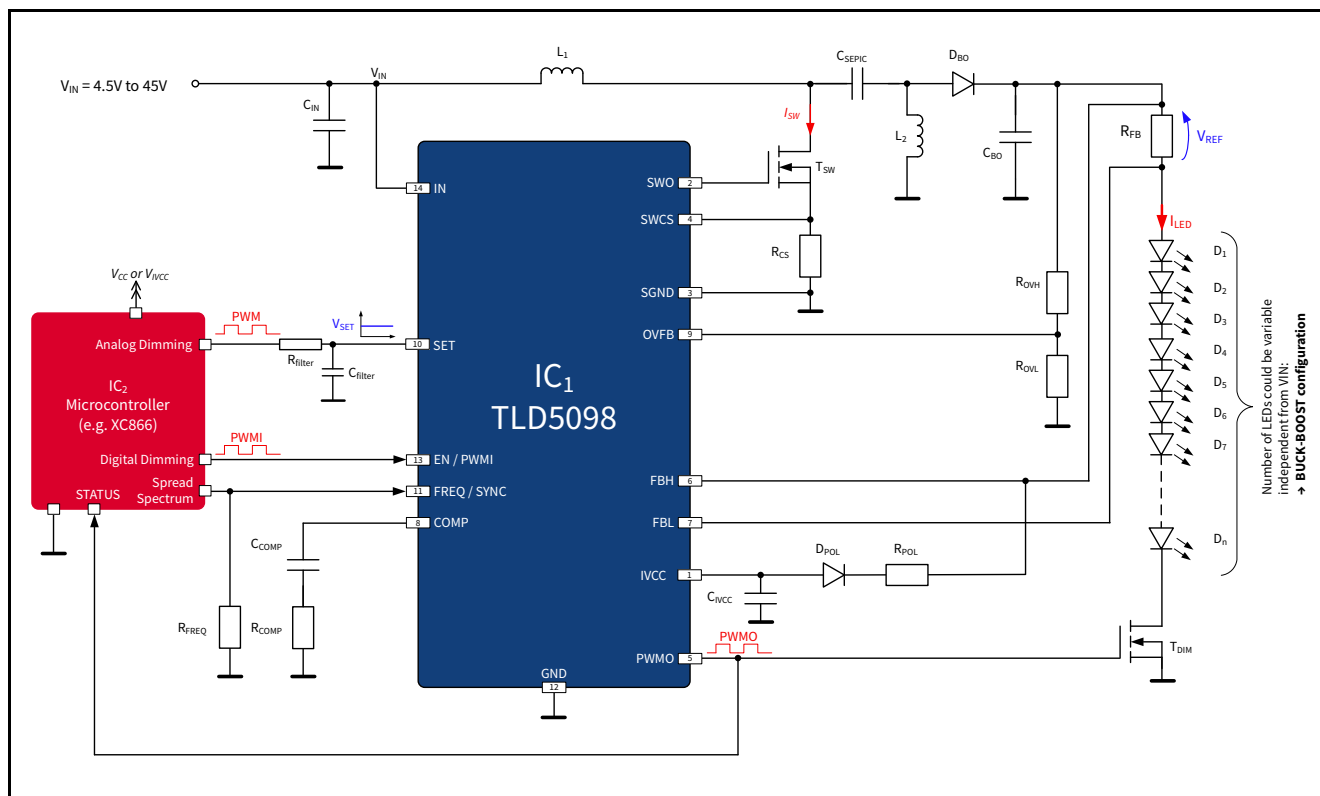 L1
CSEPIC
DBO
VIN = 4.5V to 45V
VIN
CIN
ISW
L2
CBO
RFB
VREF
TSW
14
IN
SWO
2
SWCS
4
ILED
RCS
D1
VCC or VIVCC
SGND
3
ROVH
D2
PWM
VSET
D3
Analog Dimming
10
SET
OVFB
9
Rfilter
Cfilter
D4
IC2
Microcontroller
(e.g. XC866)
IC1
TLD5098
ROVL
D5
D6
PWMI
D7
Digital Dimming
13
EN / PWMI
Number of LEDs could be variable
independent from VIN:
→ BUCK-BOOST configuration
Spread
Spectrum
STATUS
11
FREQ / SYNC
FBH
6
8
COMP
FBL
7
CCOMP
Dn
DPOL
RPOL
IVCC
1
CIVCC
RFREQ
RCOMP
PWMO
PWMO
5
TDIM
GND
12